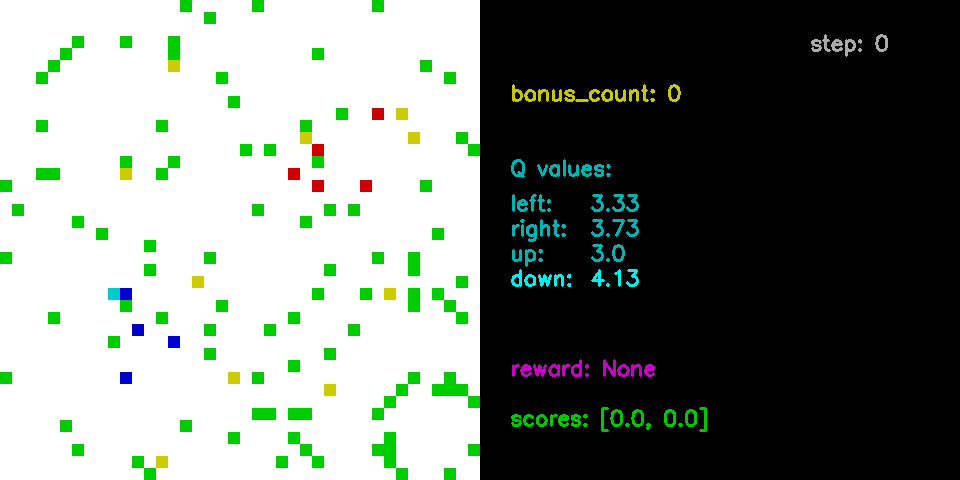 step: 0
bonus_count: 0
Q values:
left: 3.33
right: 3.73
up: 3.0
down: 4.13
reward: None
scores: [0.0, 0.0]